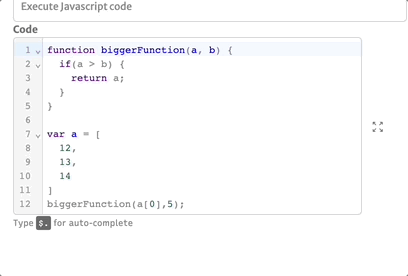 Execute Javascript code
Code
1 function biggerFunction(a, b) {
2 if(a > b) {
3 return a;
4 }
5 }
6
7 var a = [
8 12,
9 13,
10 14
11 ]
12 biggerFunction(a[0],5);
Type $. for auto-complete